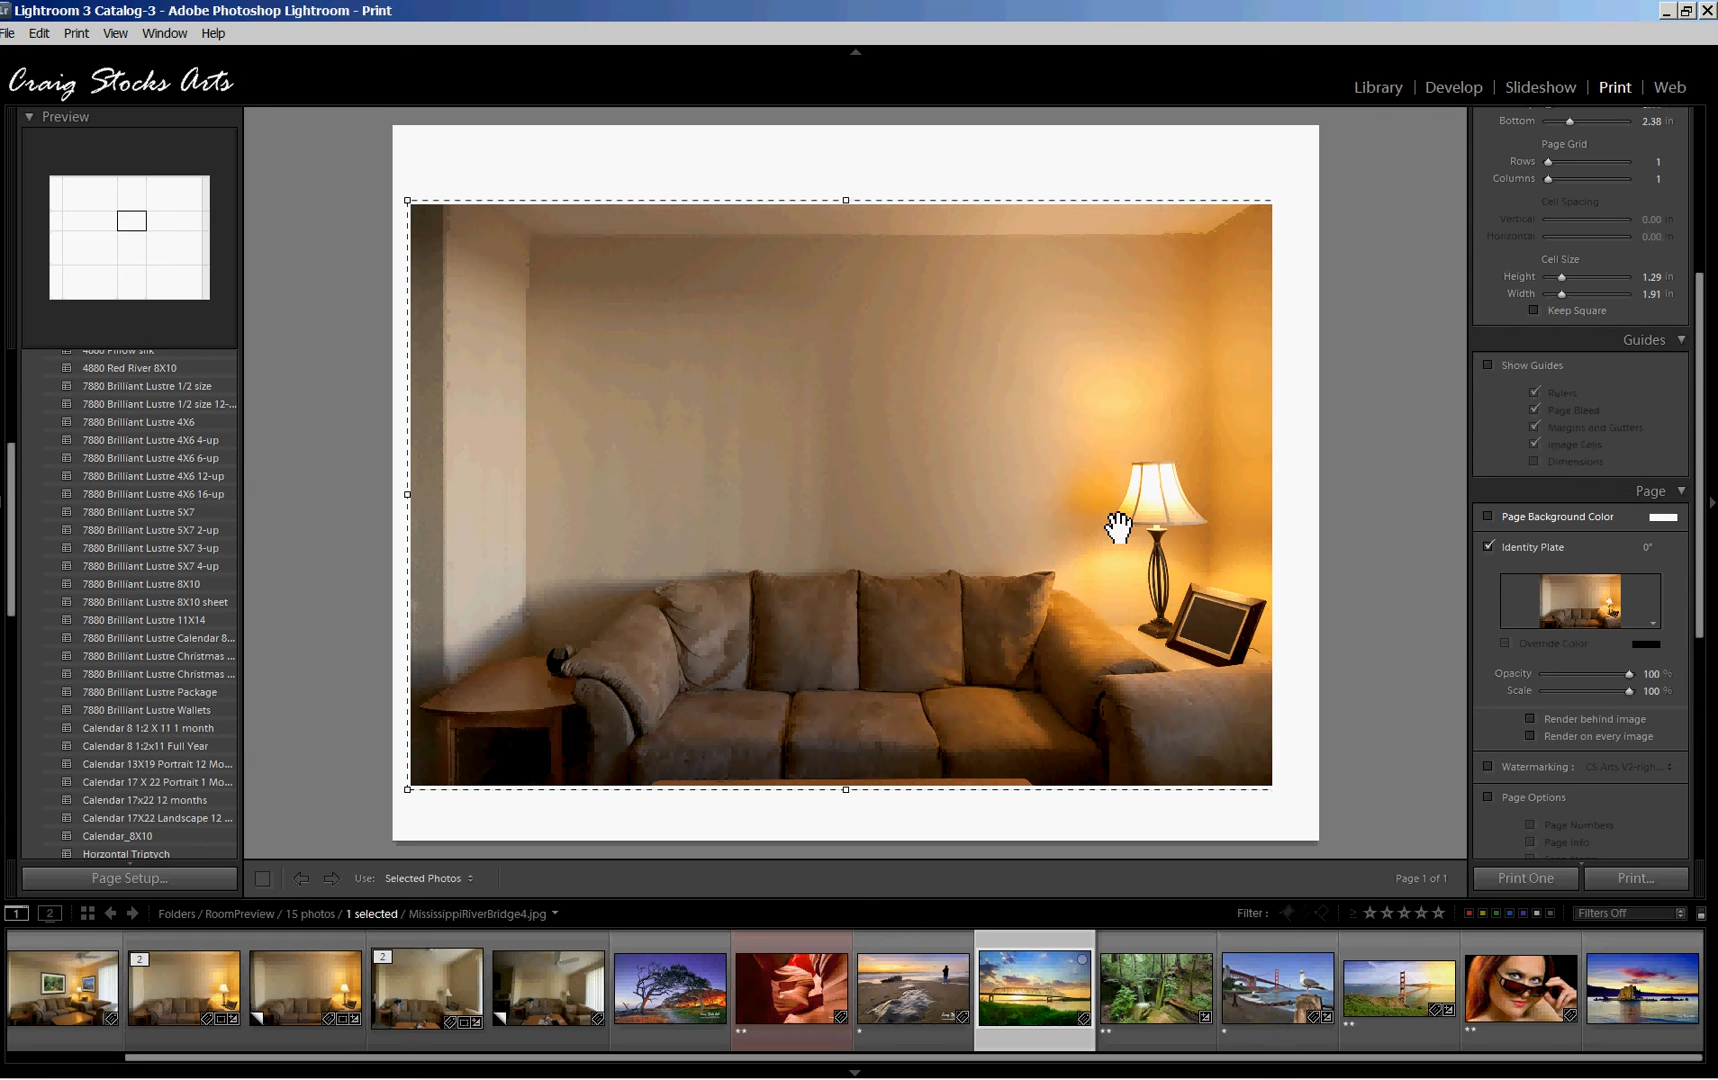 Lightroom 3 Catalog-3 - Adobe Photoshop Lightroom - Print
File Edit Print View Window Help
Craig Stocks Arts
Library | Develop | Slideshow | Print | Web
Preview
4880 Pillow silk
4880 Red River 8X10
7880 Brilliant Lustre 1/2 size
7880 Brilliant Lustre 1/2 size 12-...
7880 Brilliant Lustre 4X6
7880 Brilliant Lustre 4X6 4-up
7880 Brilliant Lustre 4X6 6-up
7880 Brilliant Lustre 4X6 12-up
7880 Brilliant Lustre 4X6 16-up
7880 Brilliant Lustre 5X7
7880 Brilliant Lustre 5X7 2-up
7880 Brilliant Lustre 5X7 3-up
7880 Brilliant Lustre 5X7 4-up
7880 Brilliant Lustre 8X10
7880 Brilliant Lustre 8X10 sheet
7880 Brilliant Lustre 11X14
7880 Brilliant Lustre Calendar 8...
7880 Brilliant Lustre Christmas ...
7880 Brilliant Lustre Christmas ...
7880 Brilliant Lustre Package
7880 Brilliant Lustre Wallets
Calendar 8 1:2 X 11 1 month
Calendar 8 1:2x11 Full Year
Calendar 13X19 Portrait 12 Mo...
Calendar 17 X 22 Portrait 1 Mo...
Calendar 17x22 12 months
Calendar 17X22 Landscape 12 ...
Calendar_8X10
Horzontal Triptych
Page Setup...
Bottom 2.38 in
Page Grid
Rows 1
Columns 1
Cell Spacing
Vertical 0.00 in
Horizontal 0.00 in
Cell Size
Height 1.29 in
Width 1.91 in
Keep Square
Guides
Show Guides
Rulers
Page Bleed
Margins and Gutters
Image Cells
Dimensions
Page
Page Background Color
Identity Plate 0°
Override Color
Opacity 100 %
Scale 100 %
Render behind image
Render on every image
Watermarking : CS Arts V2-righ...
Page Options
Page Numbers
Page Info
Print One Print...
Use: Selected Photos
Page 1 of 1
1 2 Folders / RoomPreview / 15 photos / 1 selected / MississippiRiverBridge4.jpg
Filter : Filters Off
2
2